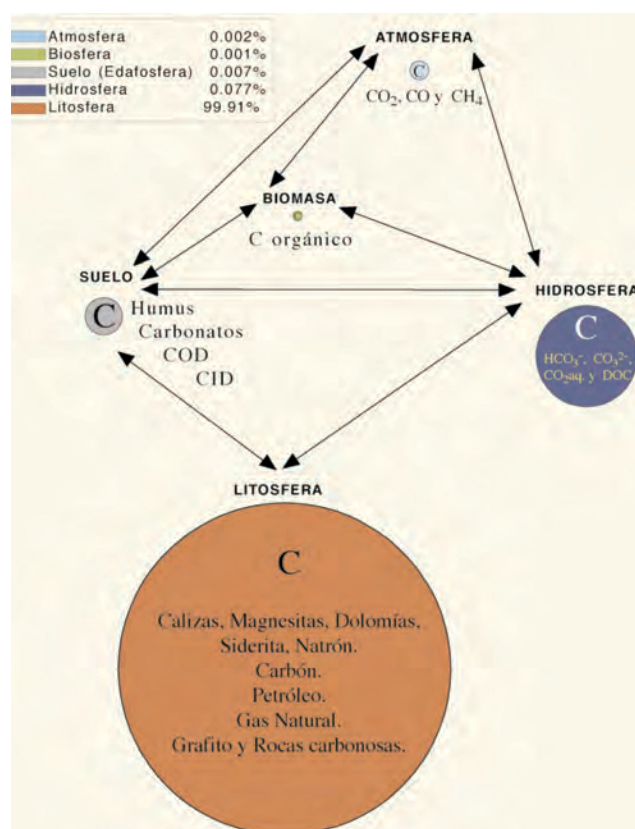 Atmosfera 0.002%
Biosfera 0.001%
Suelo (Edafosfera) 0.007%
Hidrosfera 0.077%
Litosfera 99.91%
ATMOSFERA
C
CO₂, CO y CH₄
BIOMASA
C orgánico
SUELO
C Humus
Carbonatos
COD
CID
HIDROSFERA
C
HCO₃⁻, CO₃²⁻,
CO₂aq. y DOC
LITOSFERA
C
Calizas, Magnesitas, Dolomías,
Siderita, Natrón.
Carbón.
Petróleo.
Gas Natural.
Grafito y Rocas carbonosas.